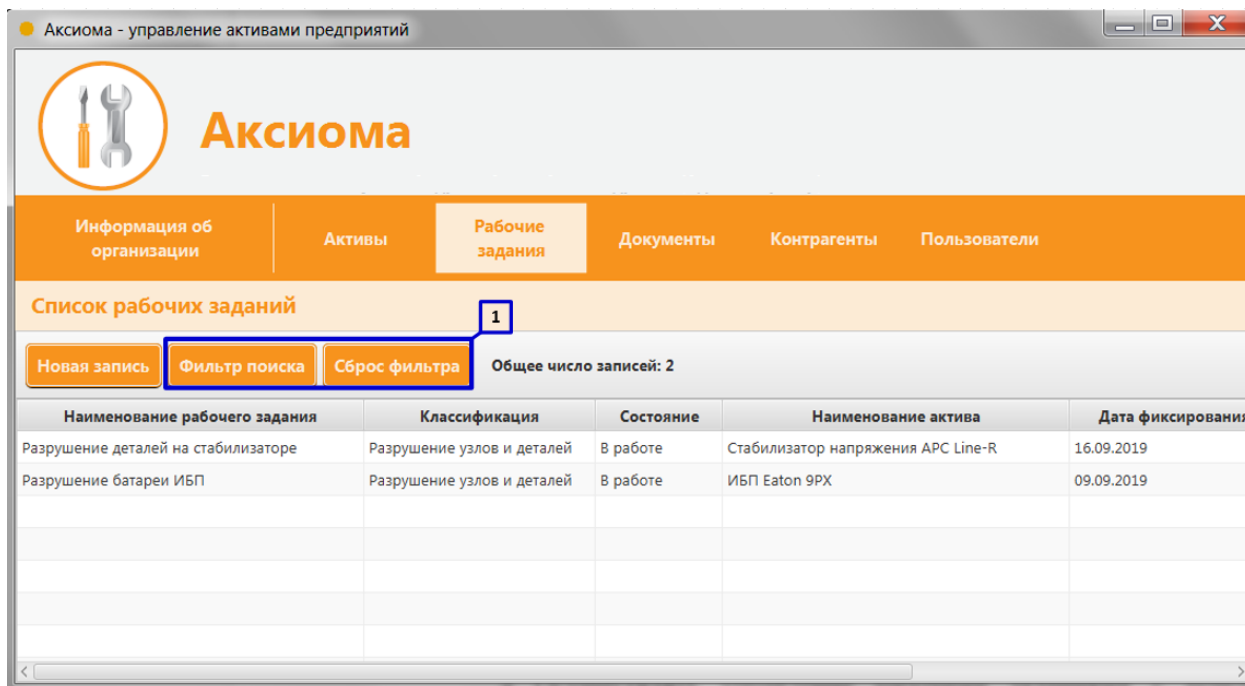 Аксиома - управление активами предприятий
Аксиома
Информация об
организации
Активы
Рабочие
задания
Документы
Контрагенты
Пользователи
Список рабочих заданий
1
Новая запись
Фильтр поиска
Сброс фильтра
Общее число записей: 2
Наименование рабочего задания Классификация Состояние Наименование актива Дата фиксирования
Разрушение деталей на стабилизаторе Разрушение узлов и деталей В работе Стабилизатор напряжения APC Line-R 16.09.2019
Разрушение батареи ИБП Разрушение узлов и деталей В работе ИБП Eaton 9PX 09.09.2019